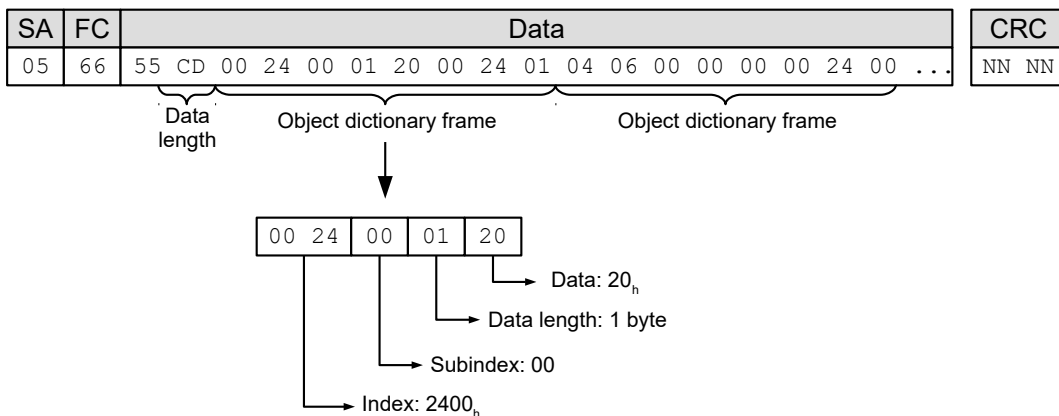 SA FC Data CRC
05 66 55 CD 00 24 00 01 20 00 24 01 04 06 00 00 00 00 24 00 ... NN NN
Data
length
Object dictionary frame Object dictionary frame
00 24 00 01 20
Data: 20h
Data length: 1 byte
Subindex: 00
Index: 2400h